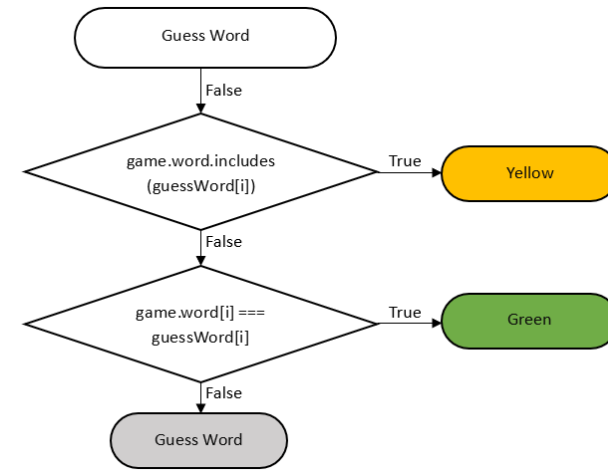 Guess Word
False
game.word.includes
(guessWord[i])
True
Yellow
False
game.word[i] ===
guessWord[i]
True
Green
False
Guess Word